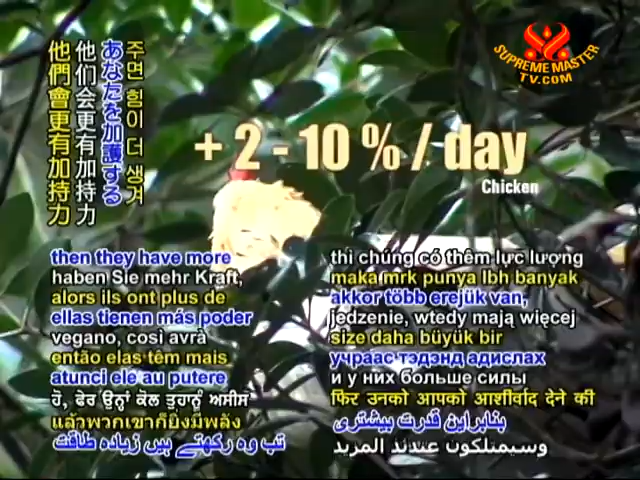 SUPREME MASTER
TV.COM
他們會更有加持力
他们会更有加持力
あなたを加護する
주면 힘이 더 생겨
+ 2 - 10 % / day
Chicken
then they have more
haben Sie mehr Kraft,
alors ils ont plus de
ellas tienen más poder
vegano, così avrà
então elas têm mais
atunci ele au putere
ਹੋ, ਫੇਰ ਉਨ੍ਹਾਂ ਕੋਲ ਤੁਹਾਨੂੰ ਅਸੀਸ
แล้วพวกเขาก็ยิ่งมีพลัง
تب وہ رکھتے ہیں زیادہ طاقت
thì chúng có thêm lực lượng
maka mrk punya lbh banyak
akkor több erejük van,
jedzenie, wtedy mają więcej
size daha büyük bir
учраас тэдэнд адислах
и у них больше силы
फिर उनको आपको आशीर्वाद देने की
بنابراین قدرت بیشتری
وسيمتلكون عندئذ المزيد